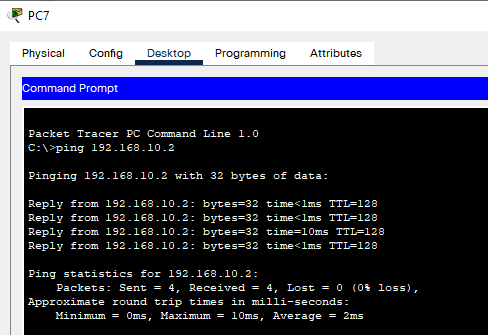 PC7
Physical Config Desktop Programming Attributes
Command Prompt
Packet Tracer PC Command Line 1.0
C:\>ping 192.168.10.2
Pinging 192.168.10.2 with 32 bytes of data:
Reply from 192.168.10.2: bytes=32 time<1ms TTL=128
Reply from 192.168.10.2: bytes=32 time<1ms TTL=128
Reply from 192.168.10.2: bytes=32 time=10ms TTL=128
Reply from 192.168.10.2: bytes=32 time<1ms TTL=128
Ping statistics for 192.168.10.2:
Packets: Sent = 4, Received = 4, Lost = 0 (0% loss),
Approximate round trip times in milli-seconds:
Minimum = 0ms, Maximum = 10ms, Average = 2ms